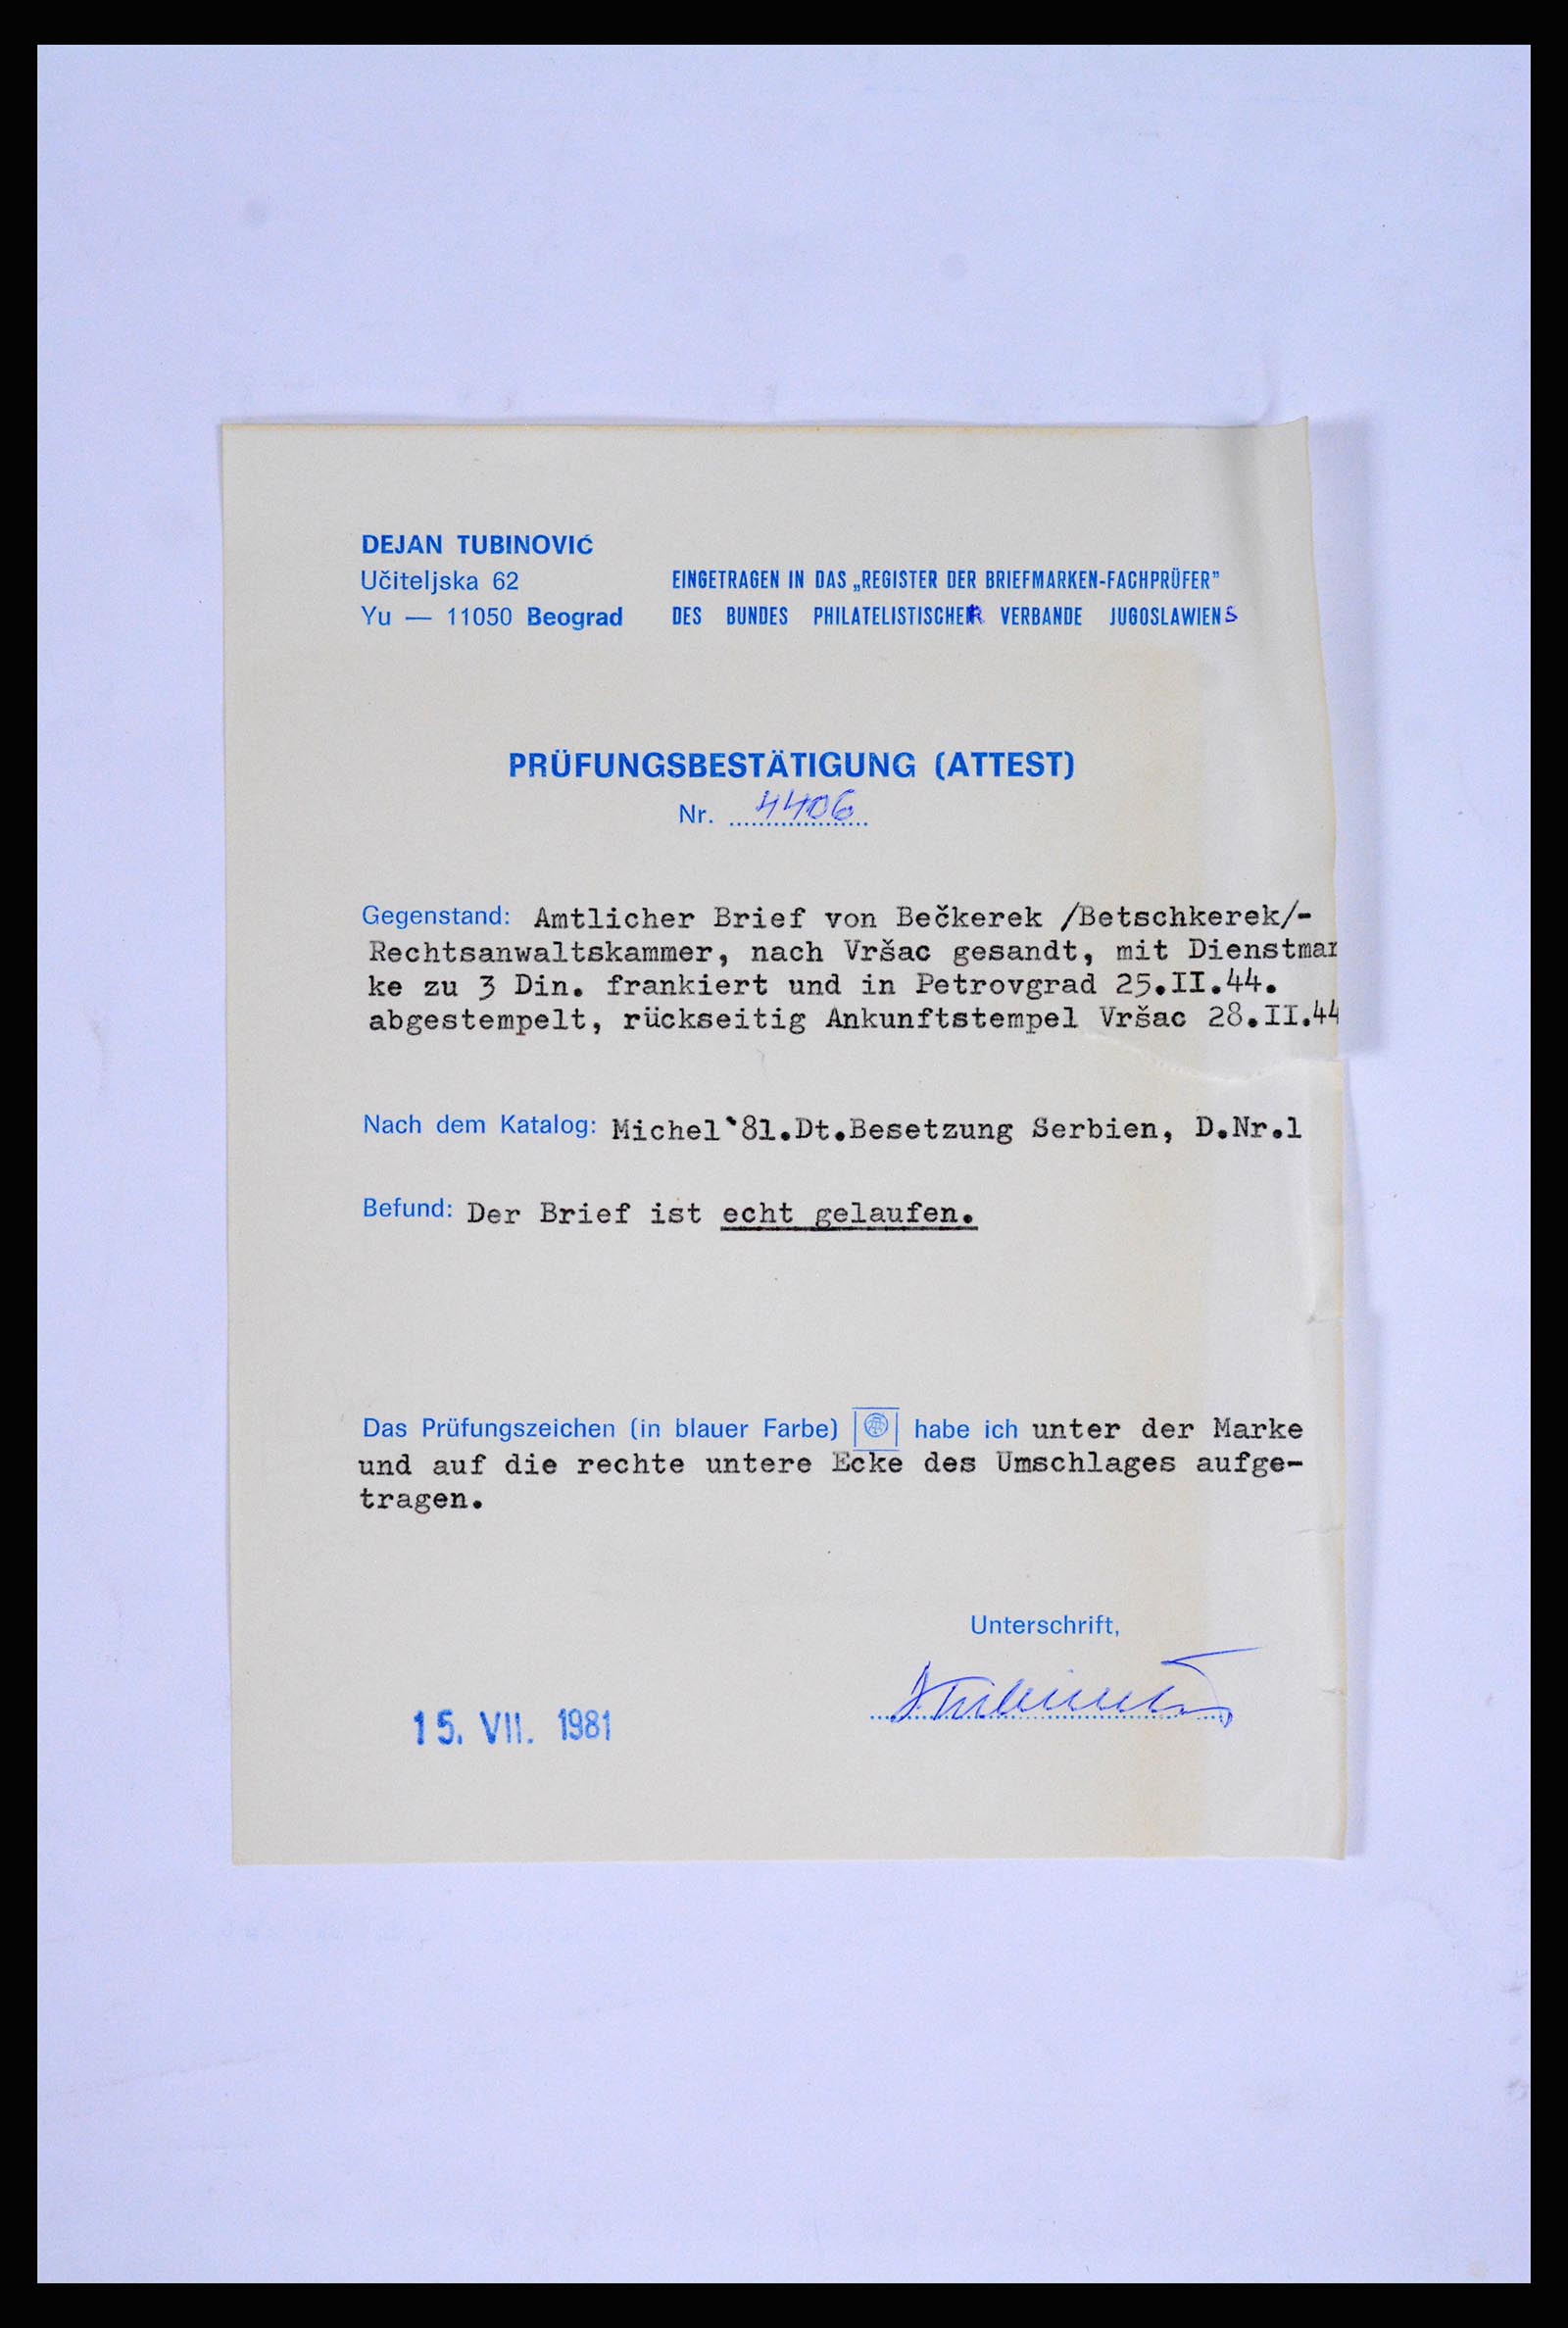 DEJAN TUBINOVIĆ
Učiteljska 62
Yu — 11050 Beograd
EINGETRAGEN IN DAS „REGISTER DER BRIEFMARKEN-FACHPRÜFER”
DES BUNDES PHILATELISTISCHER VERBANDE JUGOSLAWIENS
PRÜFUNGSBESTÄTIGUNG (ATTEST)
Nr. 4406
Gegenstand: Amtlicher Brief von Bečkerek /Betschkerek/-
Rechtsanwaltskammer, nach Vršac gesandt, mit Dienstmar
ke zu 3 Din. frankiert und in Petrovgrad 25.II.44.
abgestempelt, rückseitig Ankunftstempel Vršac 28.II.44
Nach dem Katalog: Michel`81.Dt.Besetzung Serbien, D.Nr.1
Befund: Der Brief ist echt gelaufen.
Das Prüfungszeichen (in blauer Farbe) habe ich unter der Marke
und auf die rechte untere Ecke des Umschlages aufge-
tragen.
Unterschrift,
15. VII. 1981